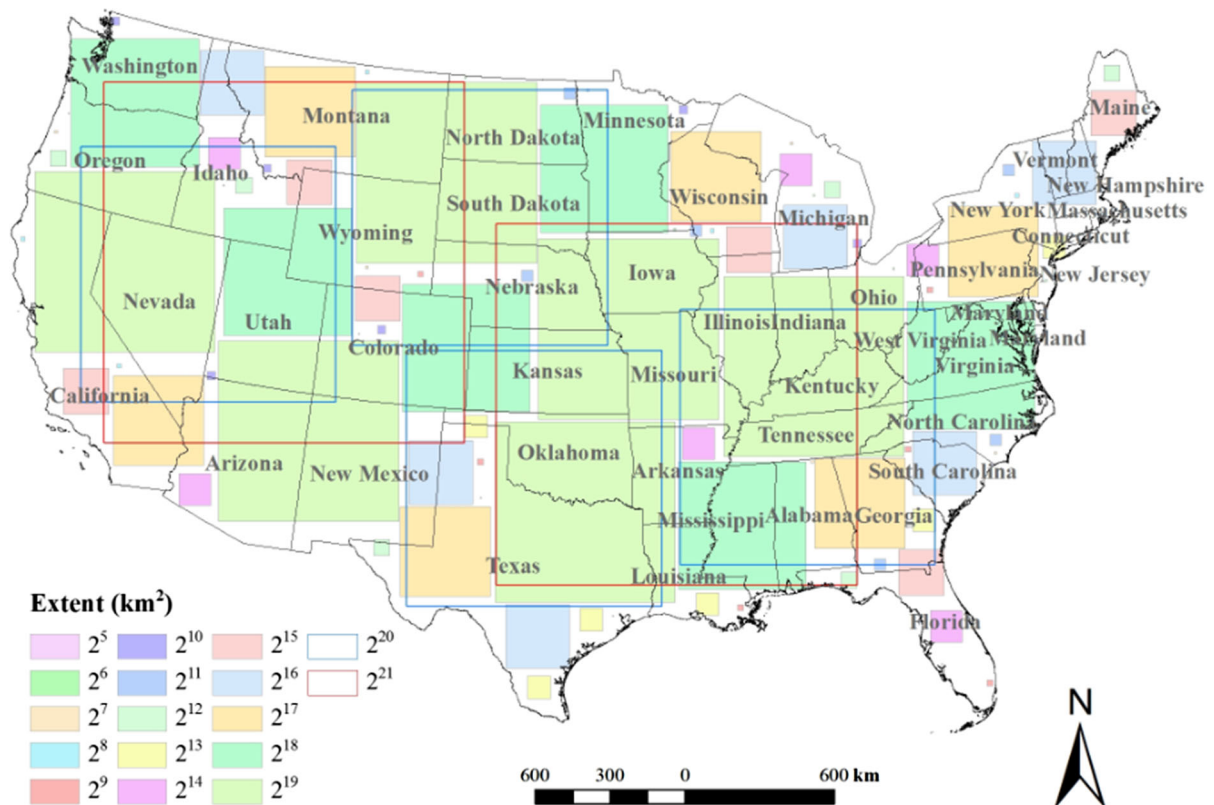 Washington
Montana
North Dakota
Minnesota
Maine
Oregon
Idaho
Vermont
New Hampshire
South Dakota
Wisconsin
Michigan
New York
Massachusetts
Wyoming
Connecticut
Pennsylvania
New Jersey
Nevada
Utah
Nebraska
Iowa
Ohio
Illinois
Indiana
Maryland
Maryland
Colorado
West Virginia
Virginia
Kansas
Missouri
Kentucky
California
Tennessee
North Carolina
Arizona
New Mexico
Oklahoma
Arkansas
South Carolina
Mississippi
Alabama
Georgia
Texas
Louisiana
Florida
Extent (km²)
2⁵ 2¹⁰ 2¹⁵ 2²⁰
2⁶ 2¹¹ 2¹⁶ 2²¹
2⁷ 2¹² 2¹⁷
2⁸ 2¹³ 2¹⁸
2⁹ 2¹⁴ 2¹⁹
600 300 0 600 km
N